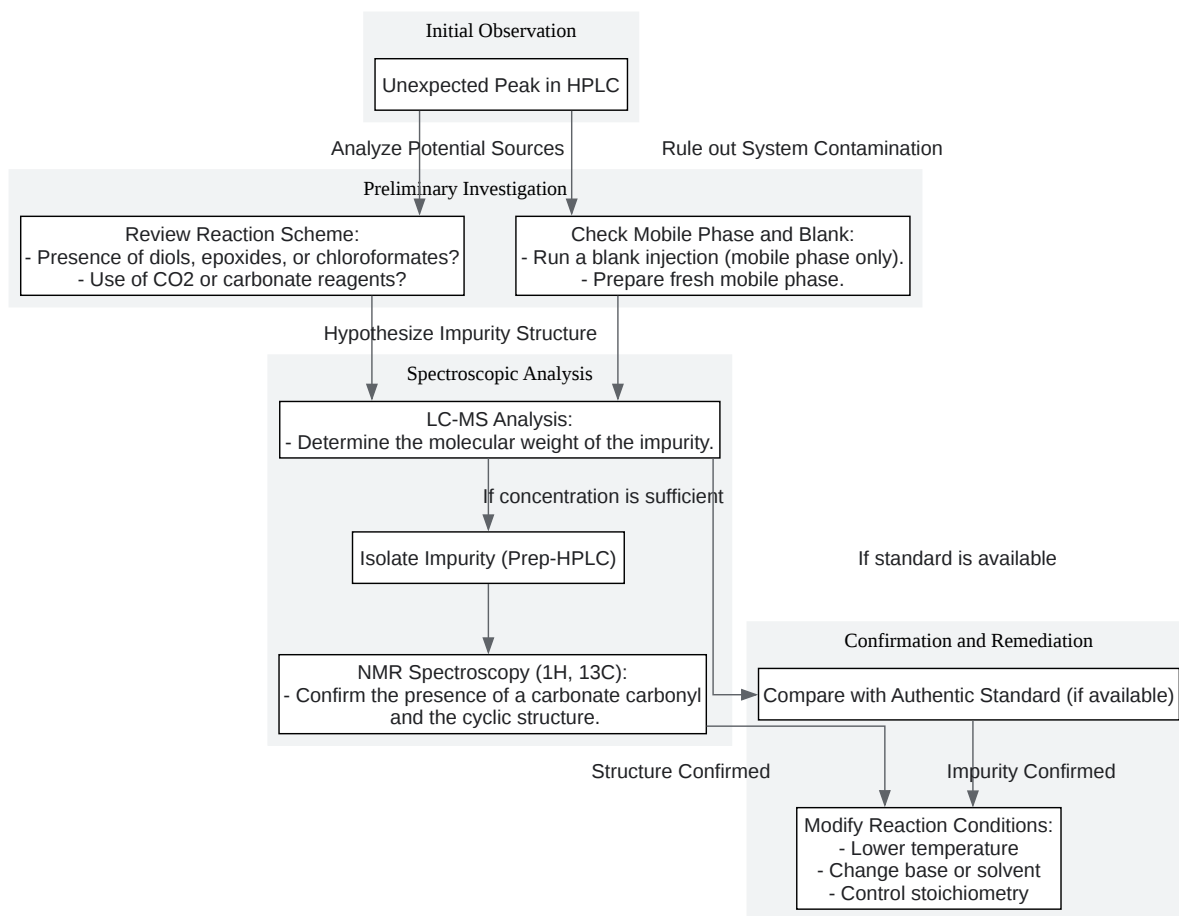 Initial Observation
Unexpected Peak in HPLC
Analyze Potential Sources
Rule out System Contamination
Preliminary Investigation
Review Reaction Scheme:
- Presence of diols, epoxides, or chloroformates?
- Use of CO2 or carbonate reagents?
Check Mobile Phase and Blank:
- Run a blank injection (mobile phase only).
- Prepare fresh mobile phase.
Hypothesize Impurity Structure
Spectroscopic Analysis
LC-MS Analysis:
- Determine the molecular weight of the impurity.
If concentration is sufficient
Isolate Impurity (Prep-HPLC)
If standard is available
NMR Spectroscopy (1H, 13C):
- Confirm the presence of a carbonate carbonyl
and the cyclic structure.
Confirmation and Remediation
Compare with Authentic Standard (if available)
Structure Confirmed
Impurity Confirmed
Modify Reaction Conditions:
- Lower temperature
- Change base or solvent
- Control stoichiometry